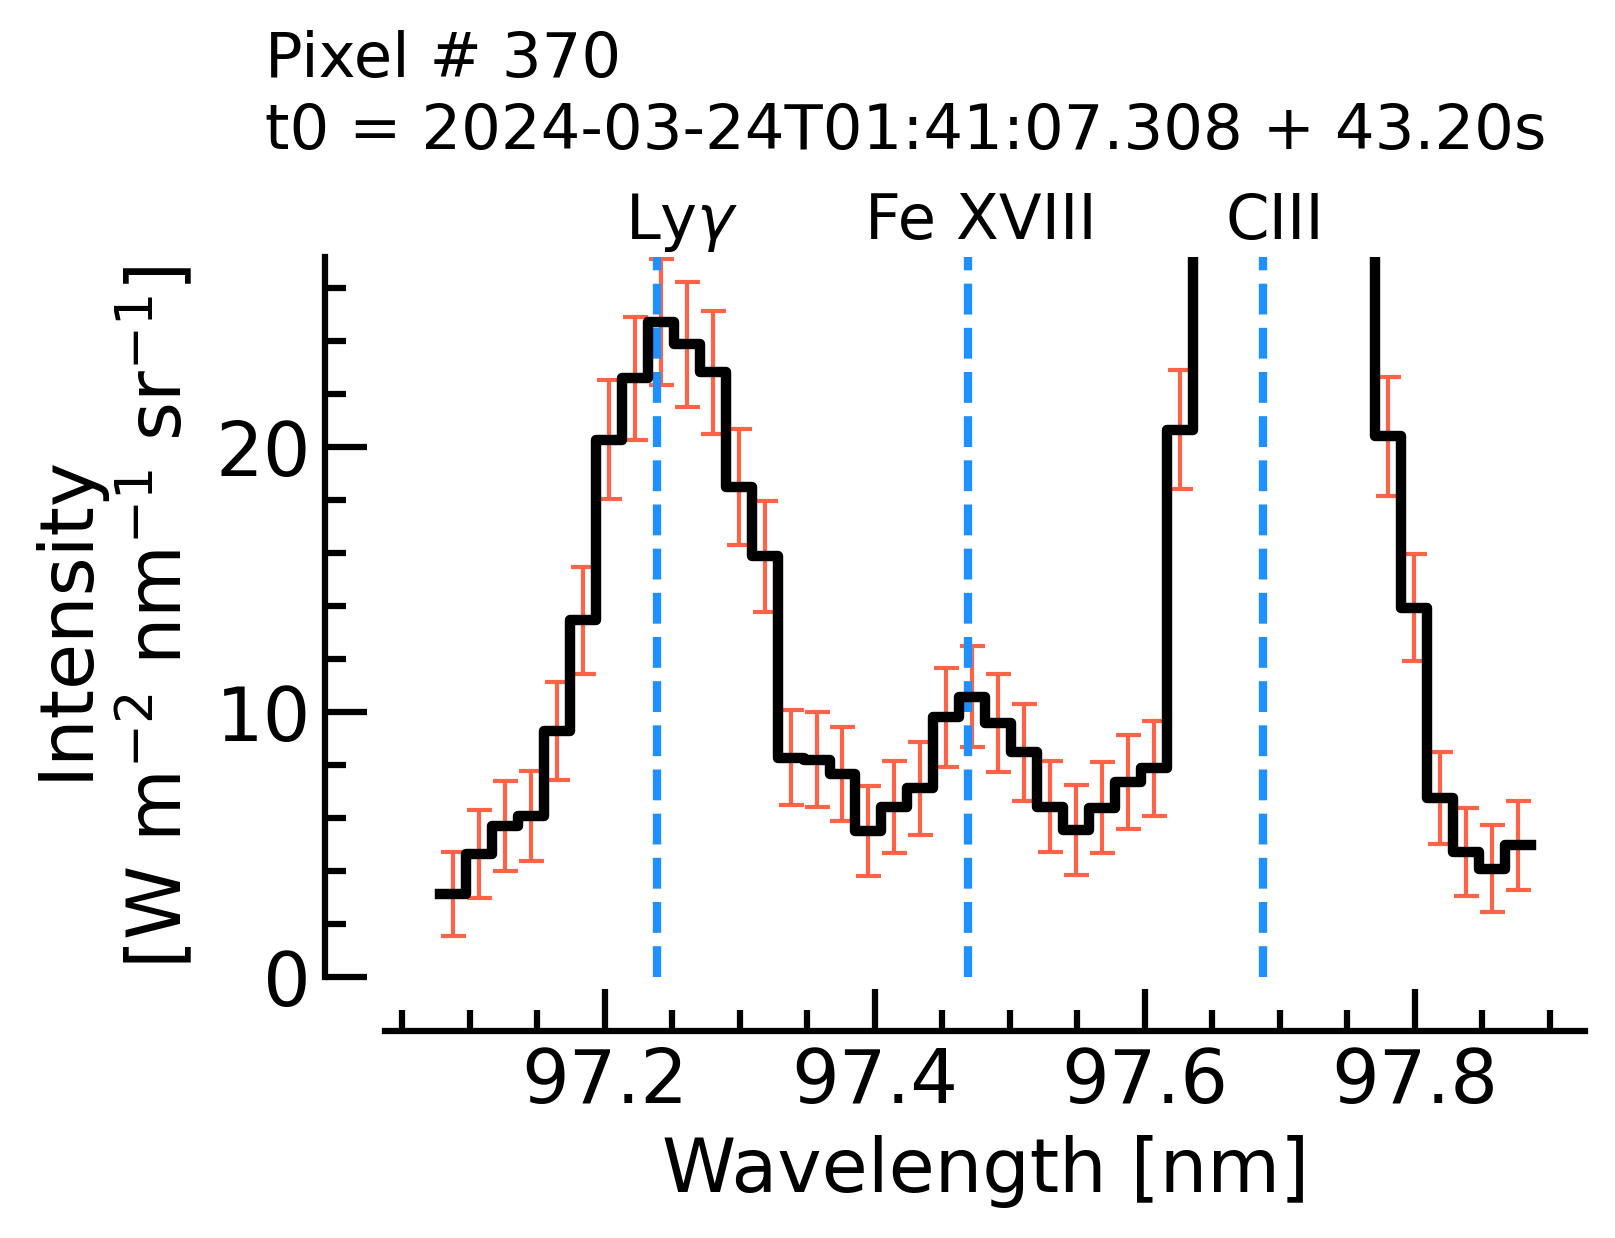 Pixel # 370
t0 = 2024-03-24T01:41:07.308 + 43.20s
Lyγ Fe XVIII CIII
Intensity
[W m⁻² nm⁻¹ sr⁻¹]
20
10
0
97.2 97.4 97.6 97.8
Wavelength [nm]